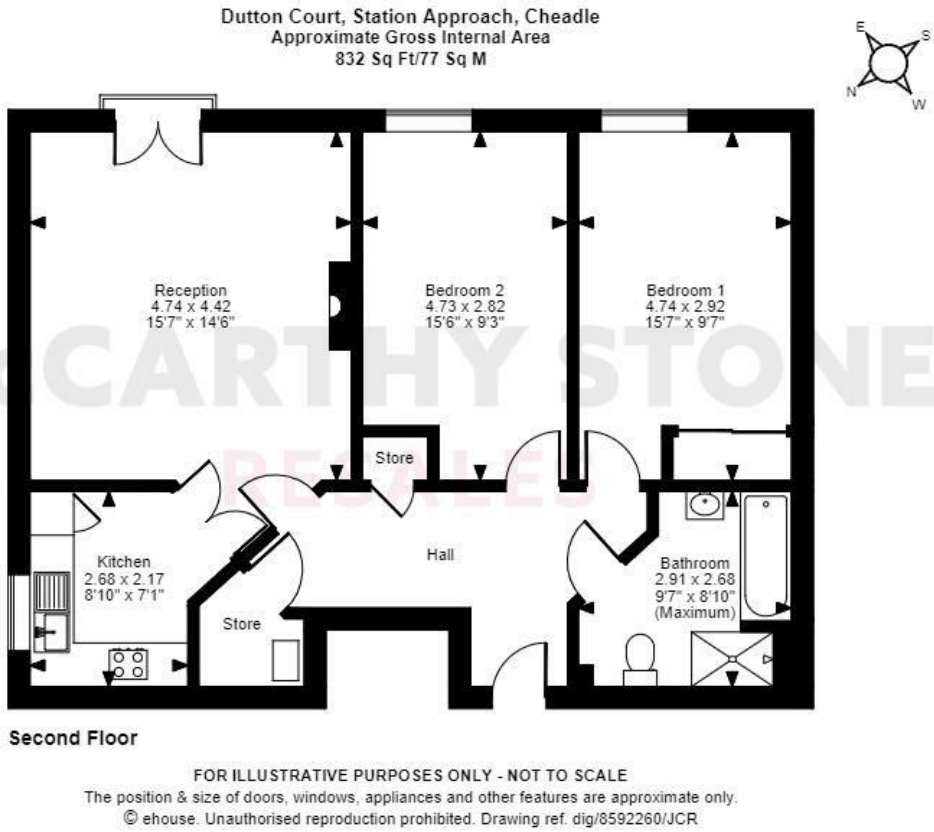 Dutton Court, Station Approach, Cheadle
Approximate Gross Internal Area
832 Sq Ft/77 Sq M
E
S
N
W
Reception
4.74 x 4.42
15'7" x 14'6"
Bedroom 2
4.73 x 2.82
15'6" x 9'3"
Bedroom 1
4.74 x 2.92
15'7" x 9'7"
CARTHY STONE
RESALES
Store
Kitchen
2.68 x 2.17
8'10" x 7'1"
Hall
Bathroom
2.91 x 2.68
9'7" x 8'10"
(Maximum)
Store
Second Floor
FOR ILLUSTRATIVE PURPOSES ONLY - NOT TO SCALE
The position & size of doors, windows, appliances and other features are approximate only.
© ehouse. Unauthorised reproduction prohibited. Drawing ref. dig/8592260/JCR